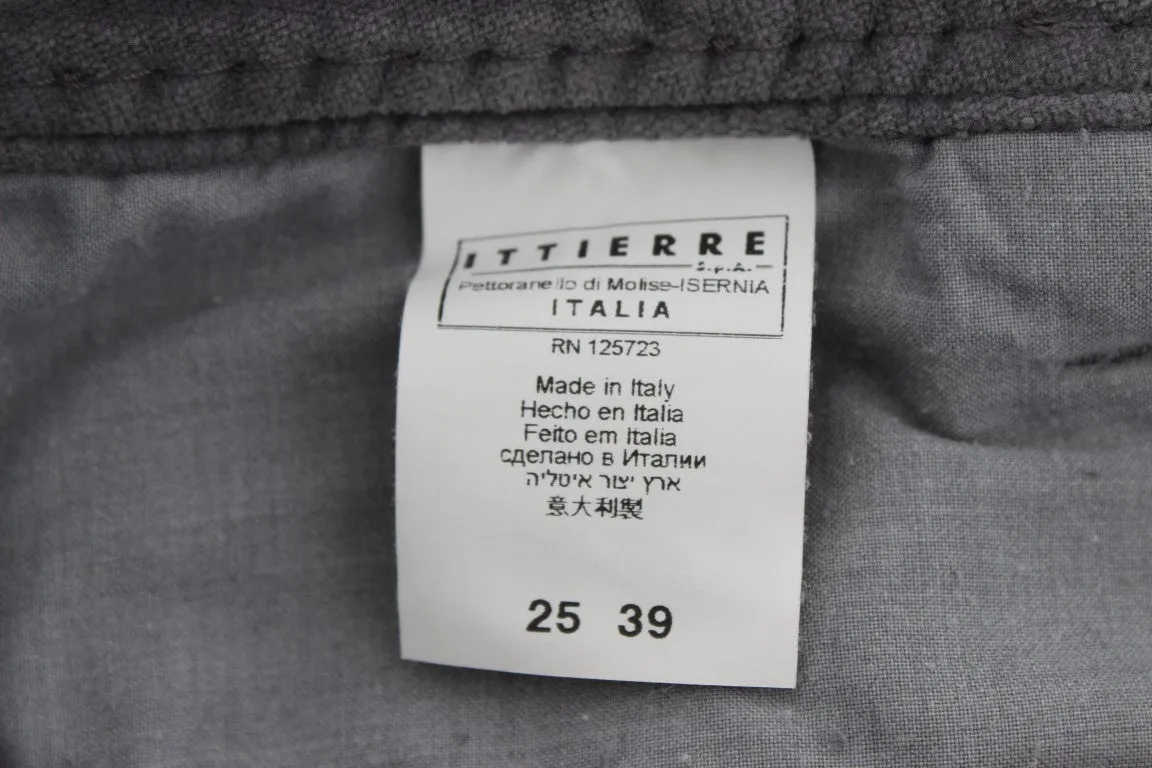 ITTIERRE
S.p.A.
Pettoranello di Molise-ISERNIA
ITALIA
RN 125723
Made in Italy
Hecho en Italia
Feito em Italia
сделано в Италии
ארץ יצור איטליה
意大利製
25 39